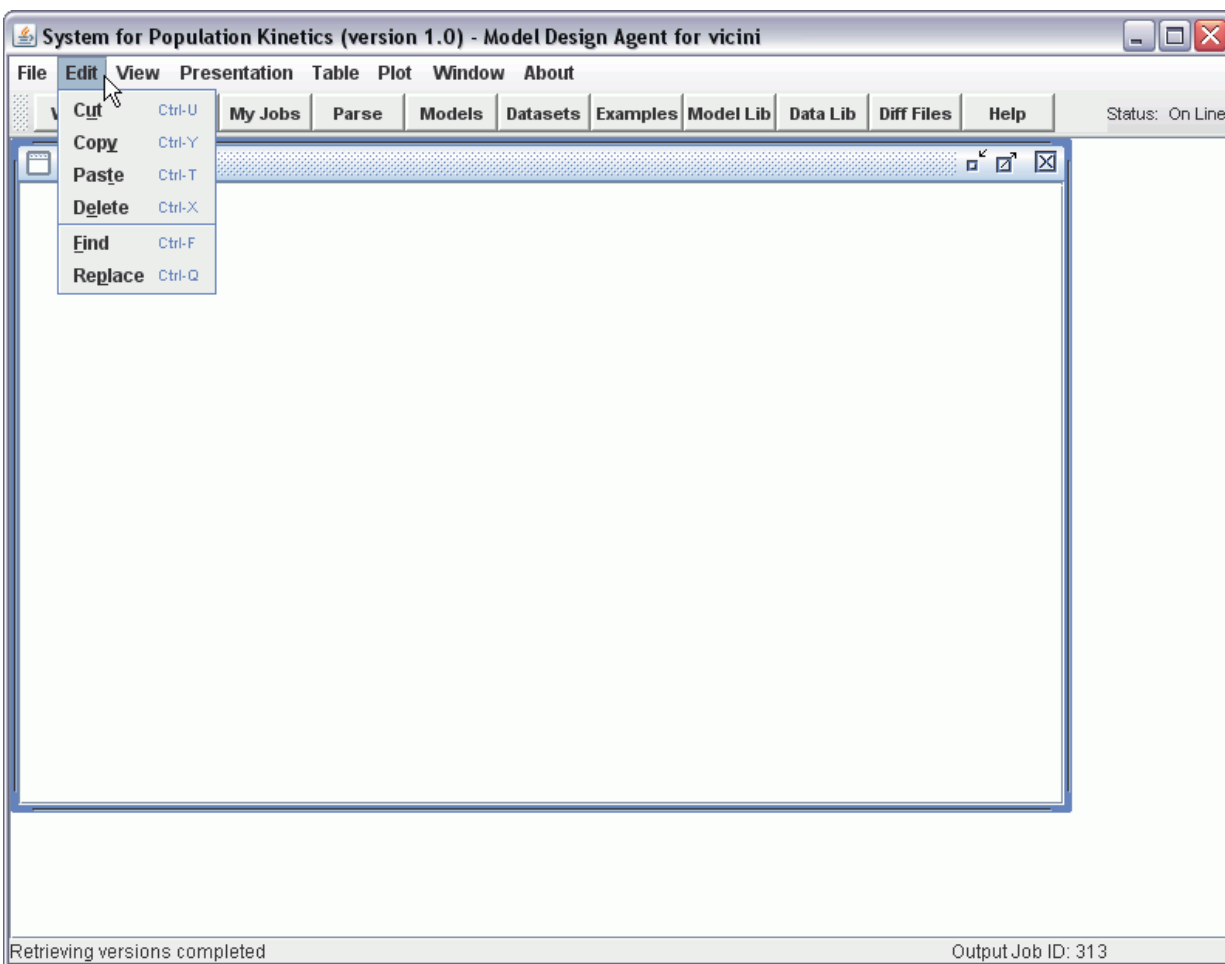 System for Population Kinetics (version 1.0) - Model Design Agent for vicini
File Edit View Presentation Table Plot Window About
My Jobs Parse Models Datasets Examples Model Lib Data Lib Diff Files Help Status: On Line
Cut Ctrl-U
Copy Ctrl-Y
Paste Ctrl-T
Delete Ctrl-X
Find Ctrl-F
Replace Ctrl-Q
Retrieving versions completed Output Job ID: 313